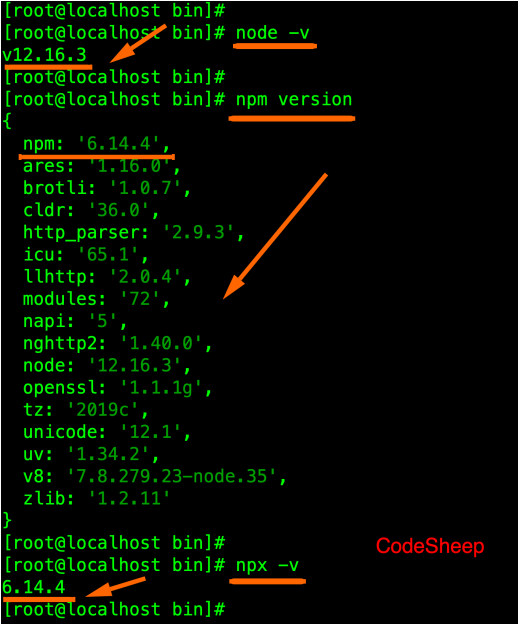 [root@localhost bin]#
[root@localhost bin]# node -v
v12.16.3
[root@localhost bin]#
[root@localhost bin]# npm version
{
  npm: '6.14.4',
  ares: '1.16.0',
  brotli: '1.0.7',
  cldr: '36.0',
  http_parser: '2.9.3',
  icu: '65.1',
  llhttp: '2.0.4',
  modules: '72',
  napi: '5',
  nghttp2: '1.40.0',
  node: '12.16.3',
  openssl: '1.1.1g',
  tz: '2019c',
  unicode: '12.1',
  uv: '1.34.2',
  v8: '7.8.279.23-node.35',
  zlib: '1.2.11'
}
[root@localhost bin]#
CodeSheep
[root@localhost bin]# npx -v
6.14.4
[root@localhost bin]#